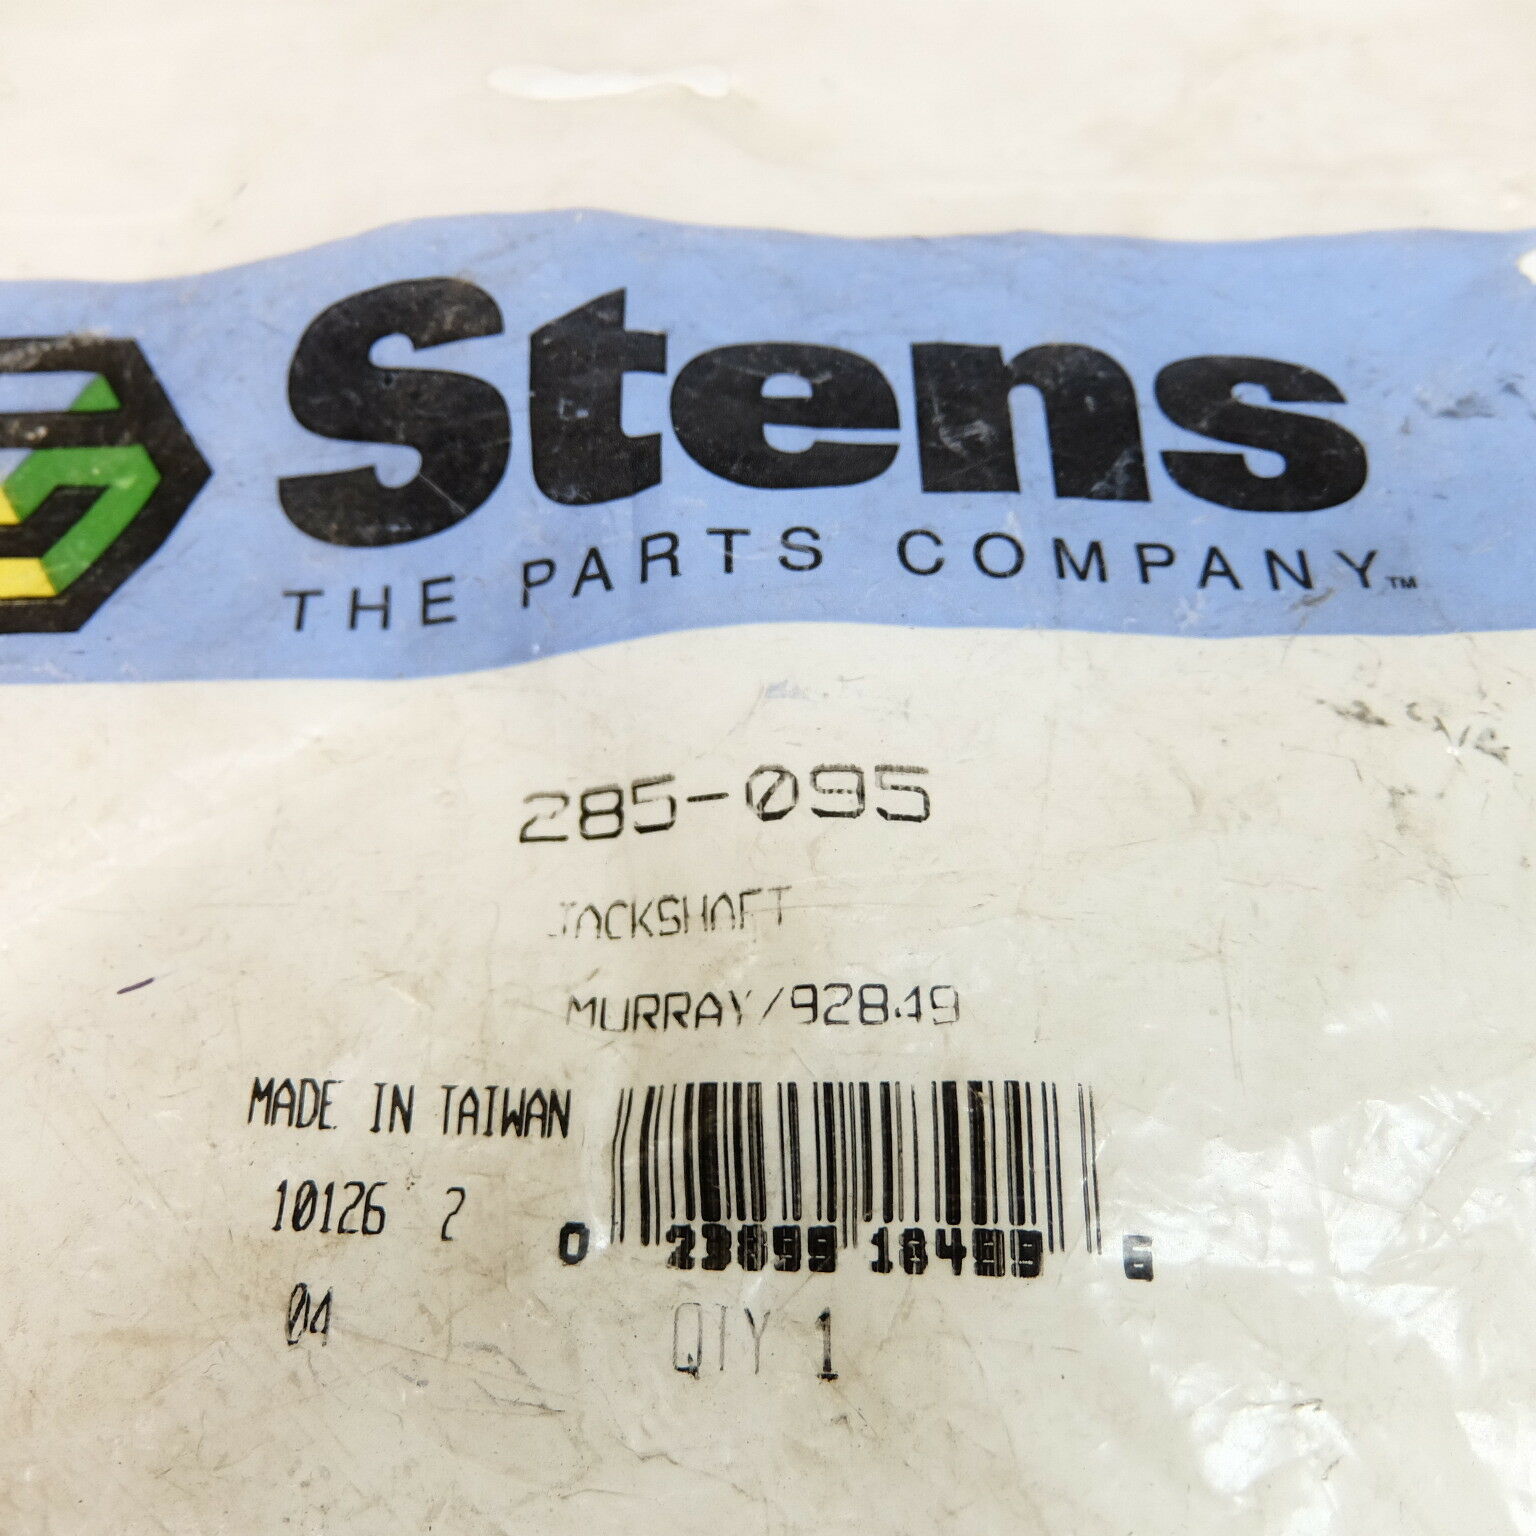 Stens
THE PARTS COMPANY™
285-095
JACKSHAFT
MURRAY/92849
MADE IN TAIWAN
10126 2
04
0 23899 18499 6
QTY 1